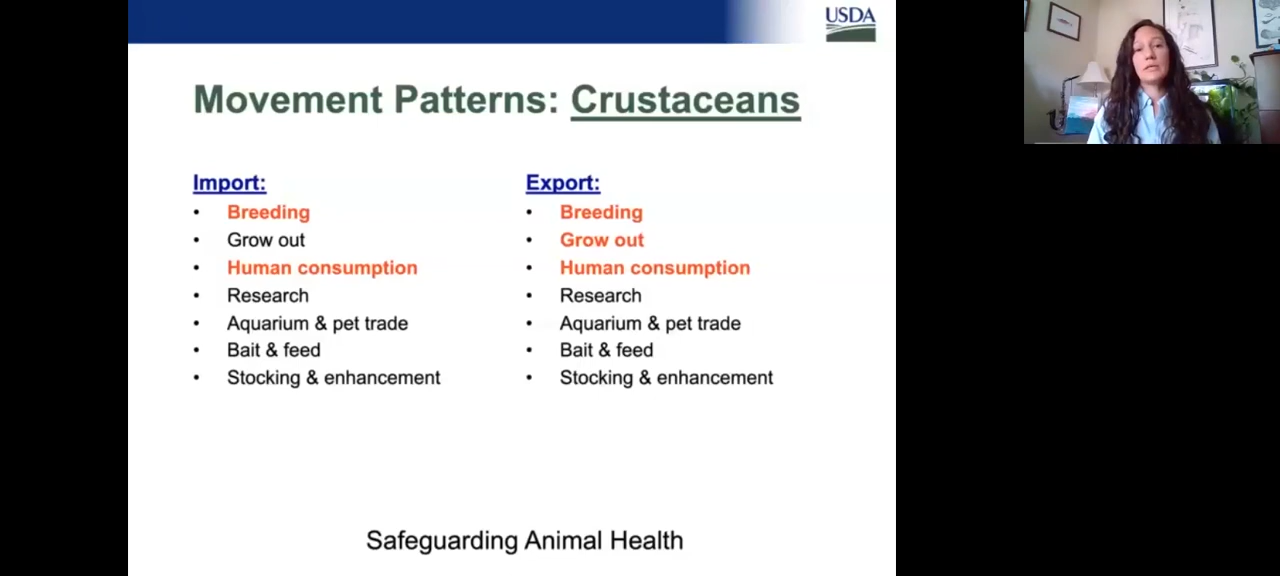 USDA
Movement Patterns: Crustaceans
Import:
• Breeding
• Grow out
• Human consumption
• Research
• Aquarium & pet trade
• Bait & feed
• Stocking & enhancement
Export:
• Breeding
• Grow out
• Human consumption
• Research
• Aquarium & pet trade
• Bait & feed
• Stocking & enhancement
Safeguarding Animal Health